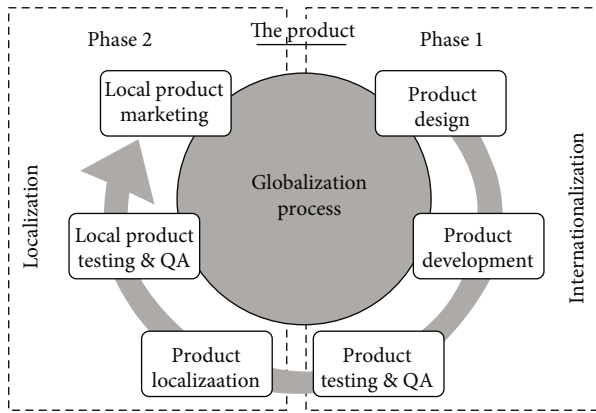 The product
Phase 2
Phase 1
Local product
marketing
Product
design
Globalization
process
Localization
Internationalization
Local product
testing & QA
Product
development
Product
localizaation
Product
testing & QA